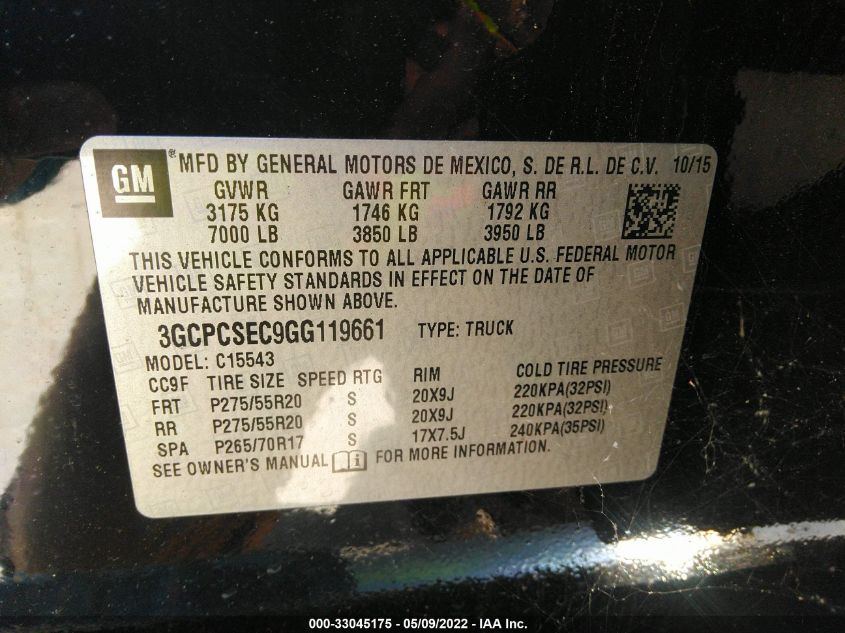 GM ® MFD BY GENERAL MOTORS DE MEXICO, S. DE R.L. DE C.V. 10/15
GVWR GAWR FRT GAWR RR
3175 KG 1746 KG 1792 KG
7000 LB 3850 LB 3950 LB
THIS VEHICLE CONFORMS TO ALL APPLICABLE U.S. FEDERAL MOTOR
VEHICLE SAFETY STANDARDS IN EFFECT ON THE DATE OF
MANUFACTURE SHOWN ABOVE.
3GCPCSEC9GG119661 TYPE: TRUCK
MODEL: C15543
CC9F TIRE SIZE SPEED RTG RIM COLD TIRE PRESSURE
FRT P275/55R20 S 20X9J 220KPA(32PSI)
RR P275/55R20 S 20X9J 220KPA(32PSI)
SPA P265/70R17 S 17X7.5J 240KPA(35PSI)
SEE OWNER'S MANUAL i FOR MORE INFORMATION.
000-33045175 - 05/09/2022 - IAA Inc.